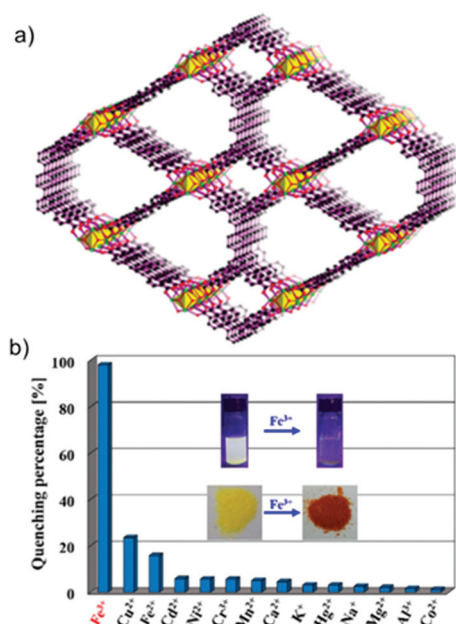 a)
b)
Quenching percentage [%]
100
80
60
40
20
0
Fe³⁺
Fe³⁺
Fe³⁺ Cu²⁺ Fe²⁺ Cd²⁺ Ni²⁺ Mn²⁺ Ca²⁺ K⁺ Hg²⁺ Na⁺ Mg²⁺ Al³⁺ Co²⁺